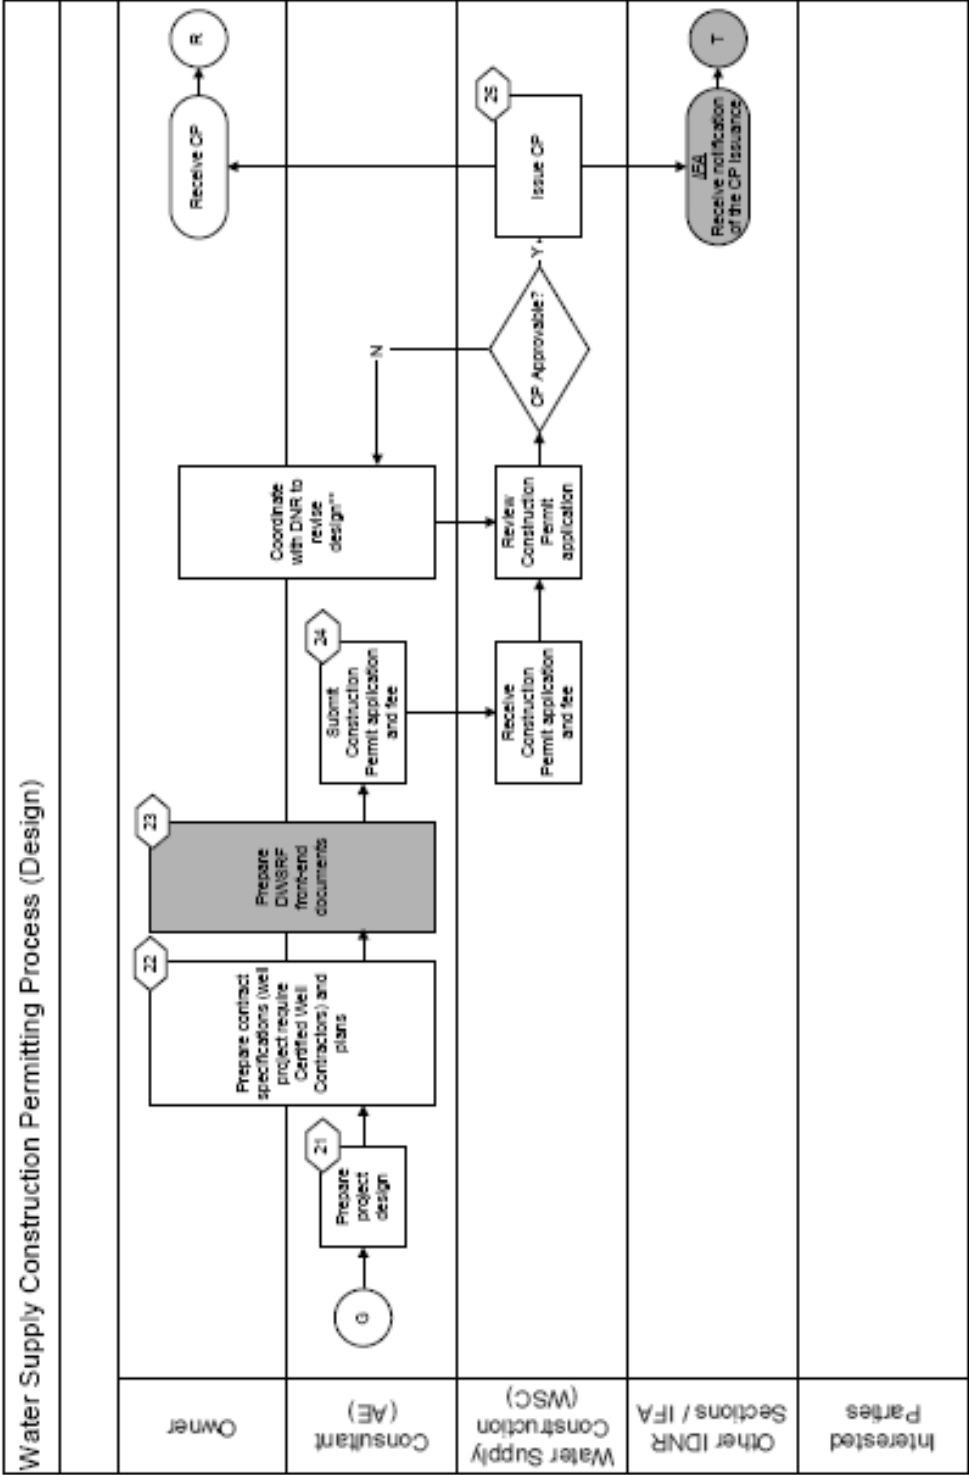 Water Supply Construction Permitting Process (Design)
Owner
Consultant
(AE)
Water Supply
Construction
(WSC)
Other IDNR
Sections / IFA
Interested
Parties
G
21
Prepare
project
design
22
Prepare contract
specifications (well
project require
Certified Well
Contractors) and
plans
23
Prepare
DWSRF
front-end
documents
24
Submit
Construction
Permit application
and fee
Receive
Construction
Permit application
and fee
Coordinate
with DNR to
revise
design**
Review
Construction
Permit
application
N
CP Approvable?
Y
25
Issue CP
Receive CP
R
IFA
Receive notification
of the CP Issuance
T